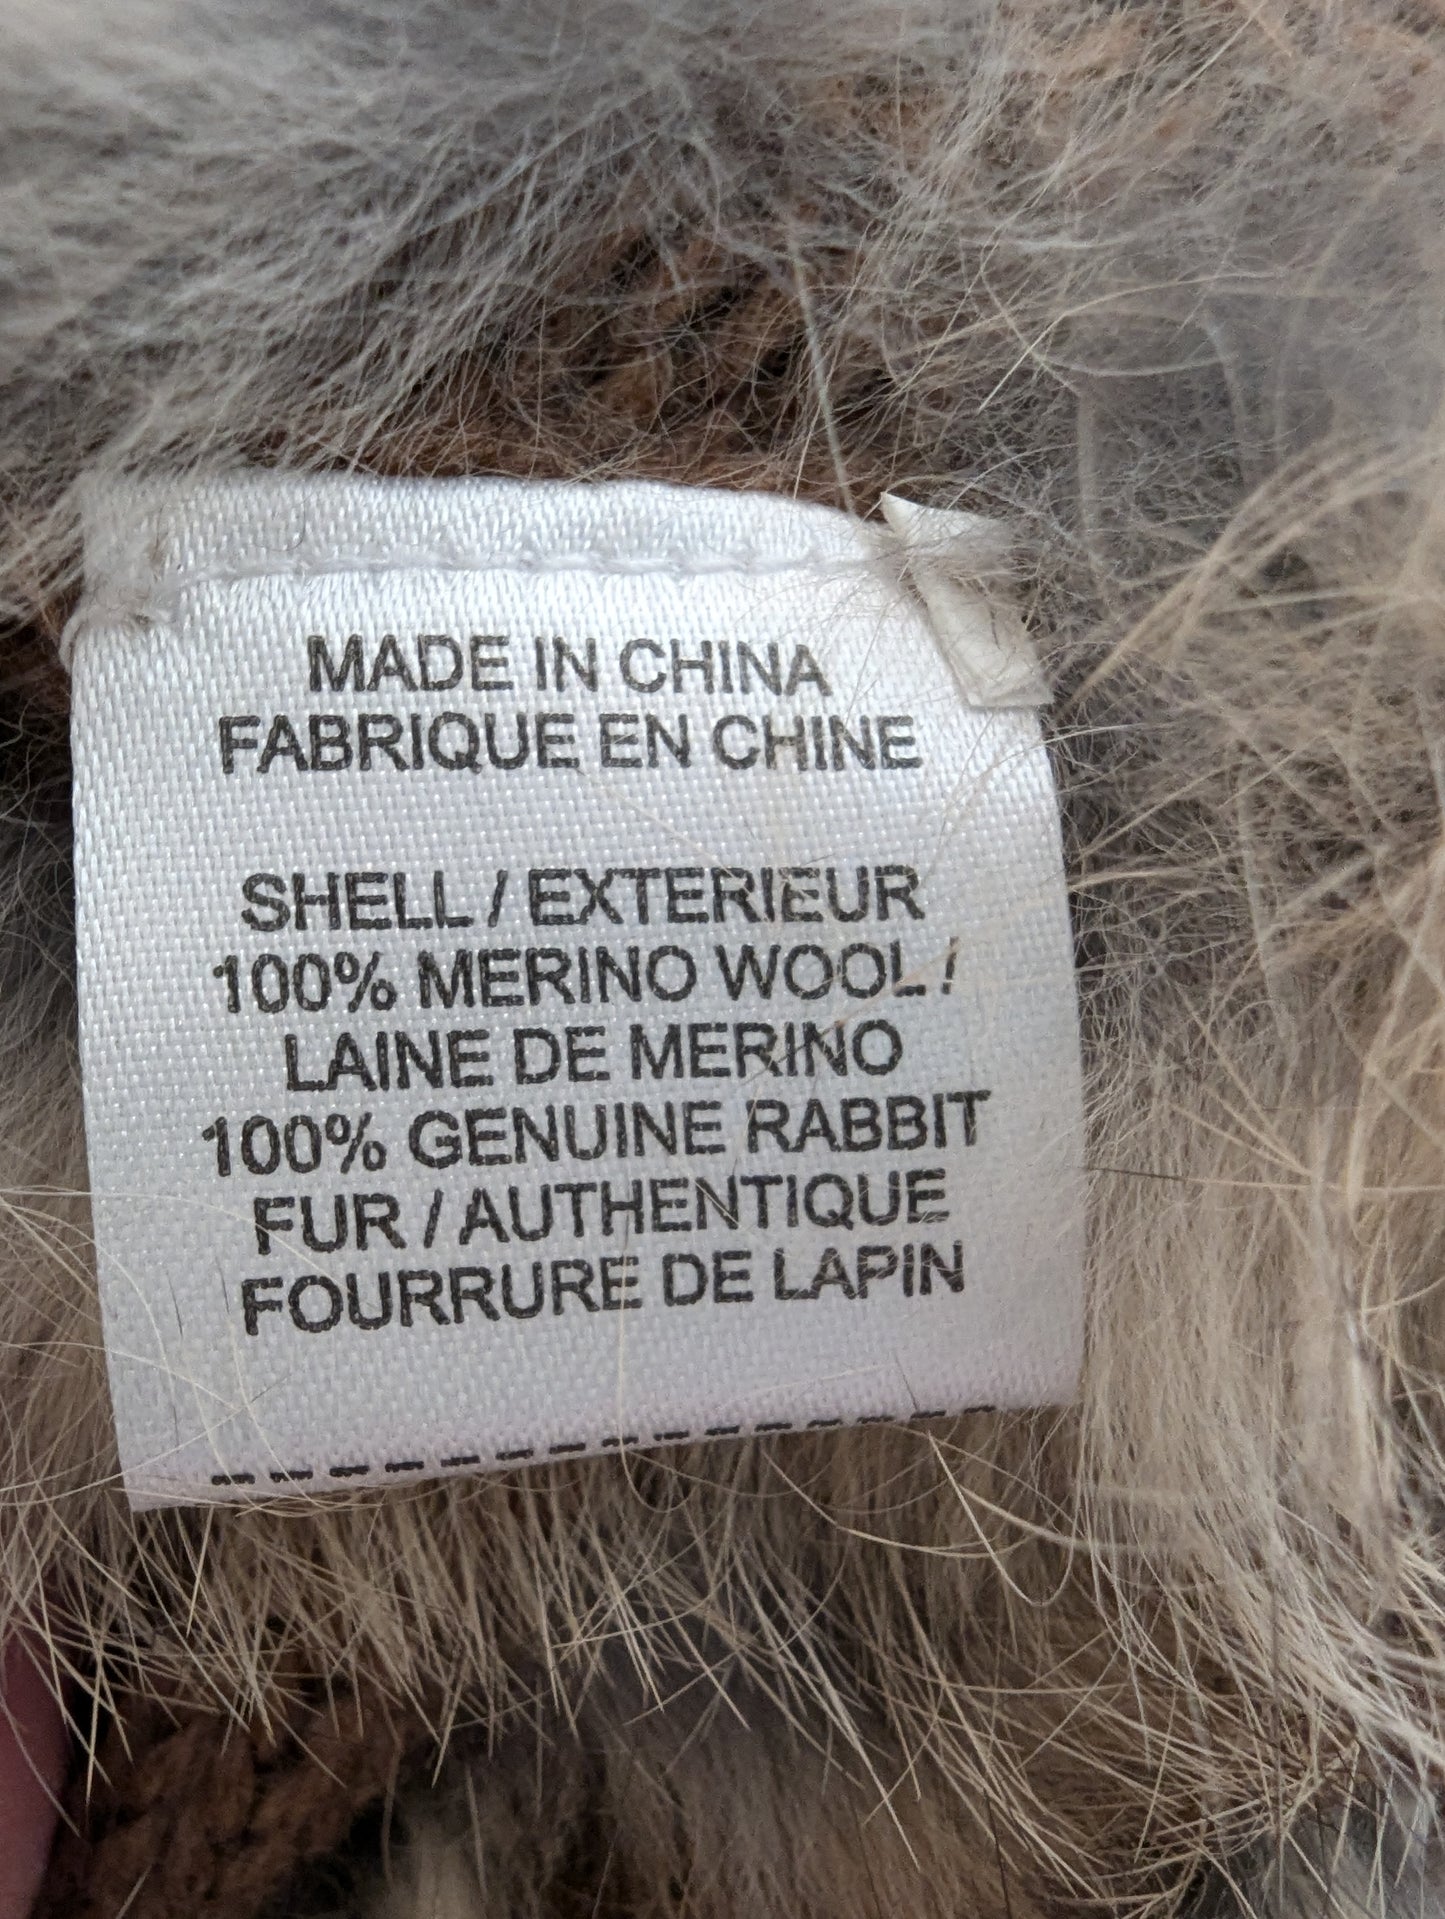 MADE IN CHINA
FABRIQUE EN CHINE
SHELL / EXTERIEUR
100% MERINO WOOL /
LAINE DE MERINO
100% GENUINE RABBIT
FUR / AUTHENTIQUE
FOURRURE DE LAPIN